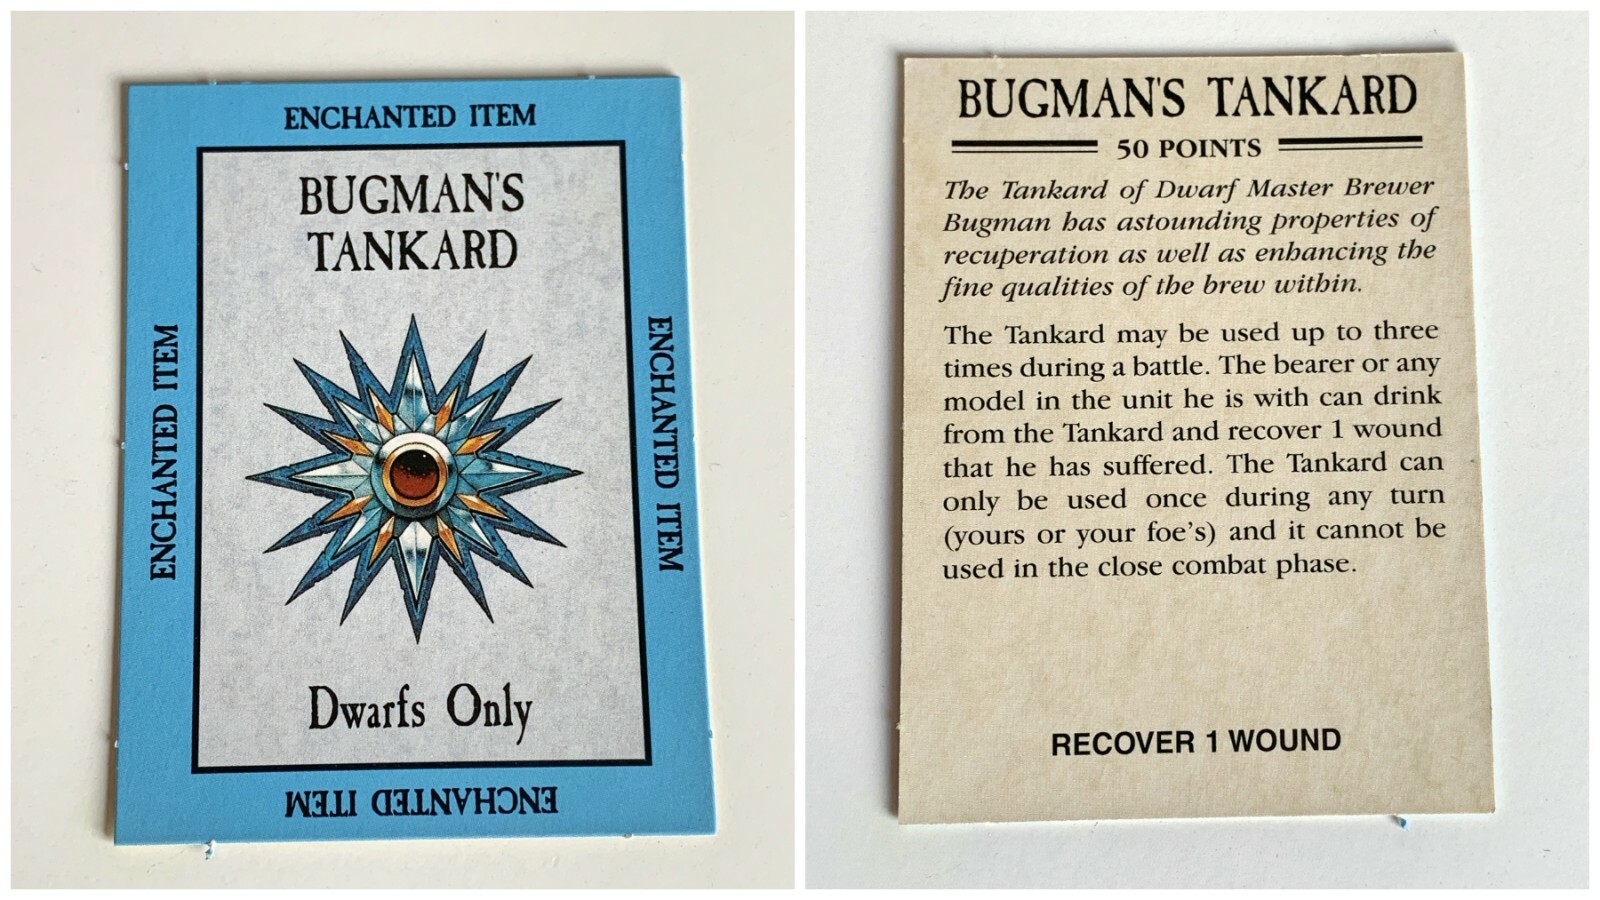 ENCHANTED ITEM
BUGMAN'S
TANKARD
ENCHANTED ITEM
ENCHANTED ITEM
Dwarfs Only
ENCHANTED ITEM
BUGMAN'S TANKARD
50 POINTS
The Tankard of Dwarf Master Brewer
Bugman has astounding properties of
recuperation as well as enhancing the
fine qualities of the brew within.
The Tankard may be used up to three
times during a battle. The bearer or any
model in the unit he is with can drink
from the Tankard and recover 1 wound
that he has suffered. The Tankard can
only be used once during any turn
(yours or your foe's) and it cannot be
used in the close combat phase.
RECOVER 1 WOUND